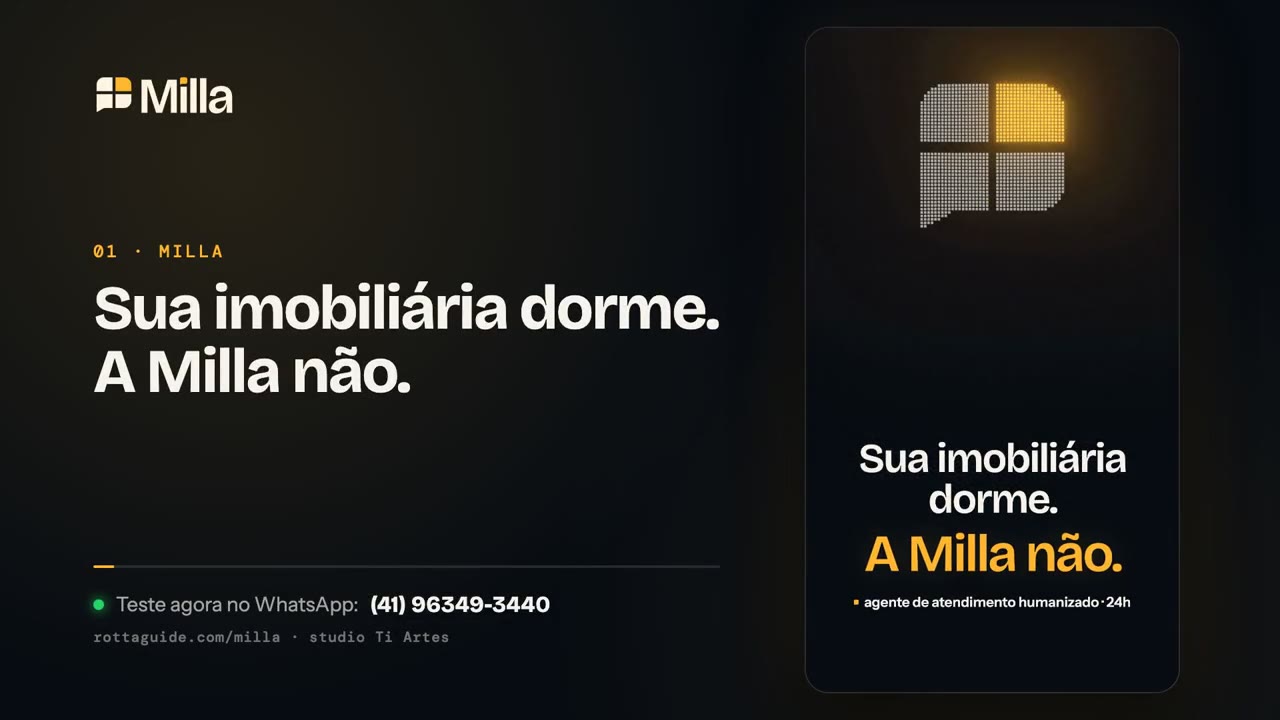 Milla
01 · MILLA
Sua imobiliária dorme.
A Milla não.
Teste agora no WhatsApp: (41) 96349-3440
rottaguide.com/milla · studio Ti Artes
Sua imobiliária
dorme.
A Milla não.
agente de atendimento humanizado · 24h